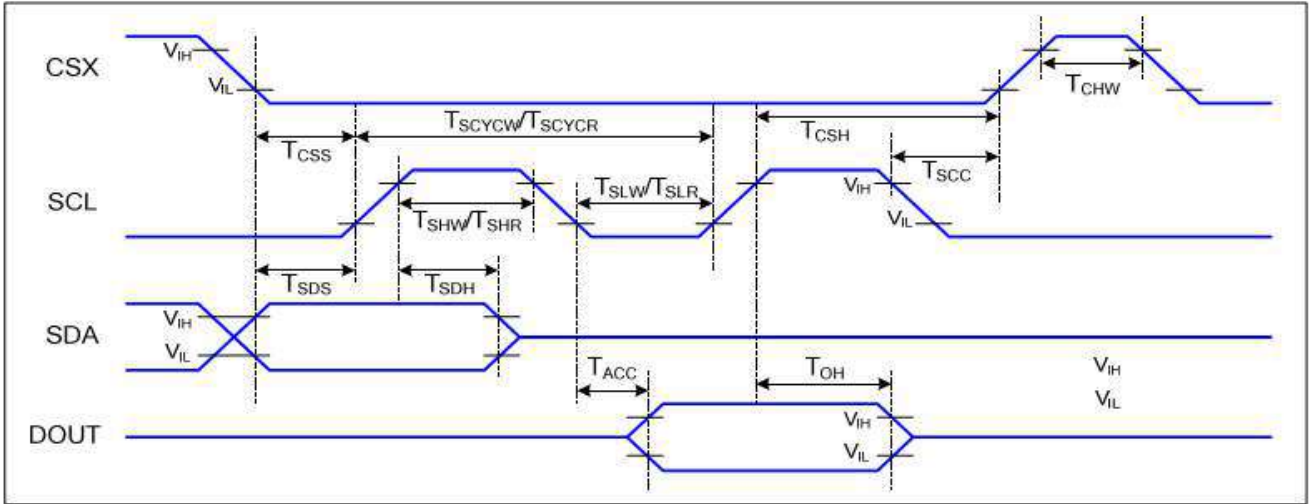 CSX
VIH
VIL
TCHW
TSCYCW/TSCYCR
TCSS
TCSH
TSCC
SCL
TSLW/TSLR
VIH
VIL
TSHW/TSHR
TSDS
TSDH
SDA
VIH
VIL
TACC
TOH
VIH
VIL
DOUT
VIH
VIL